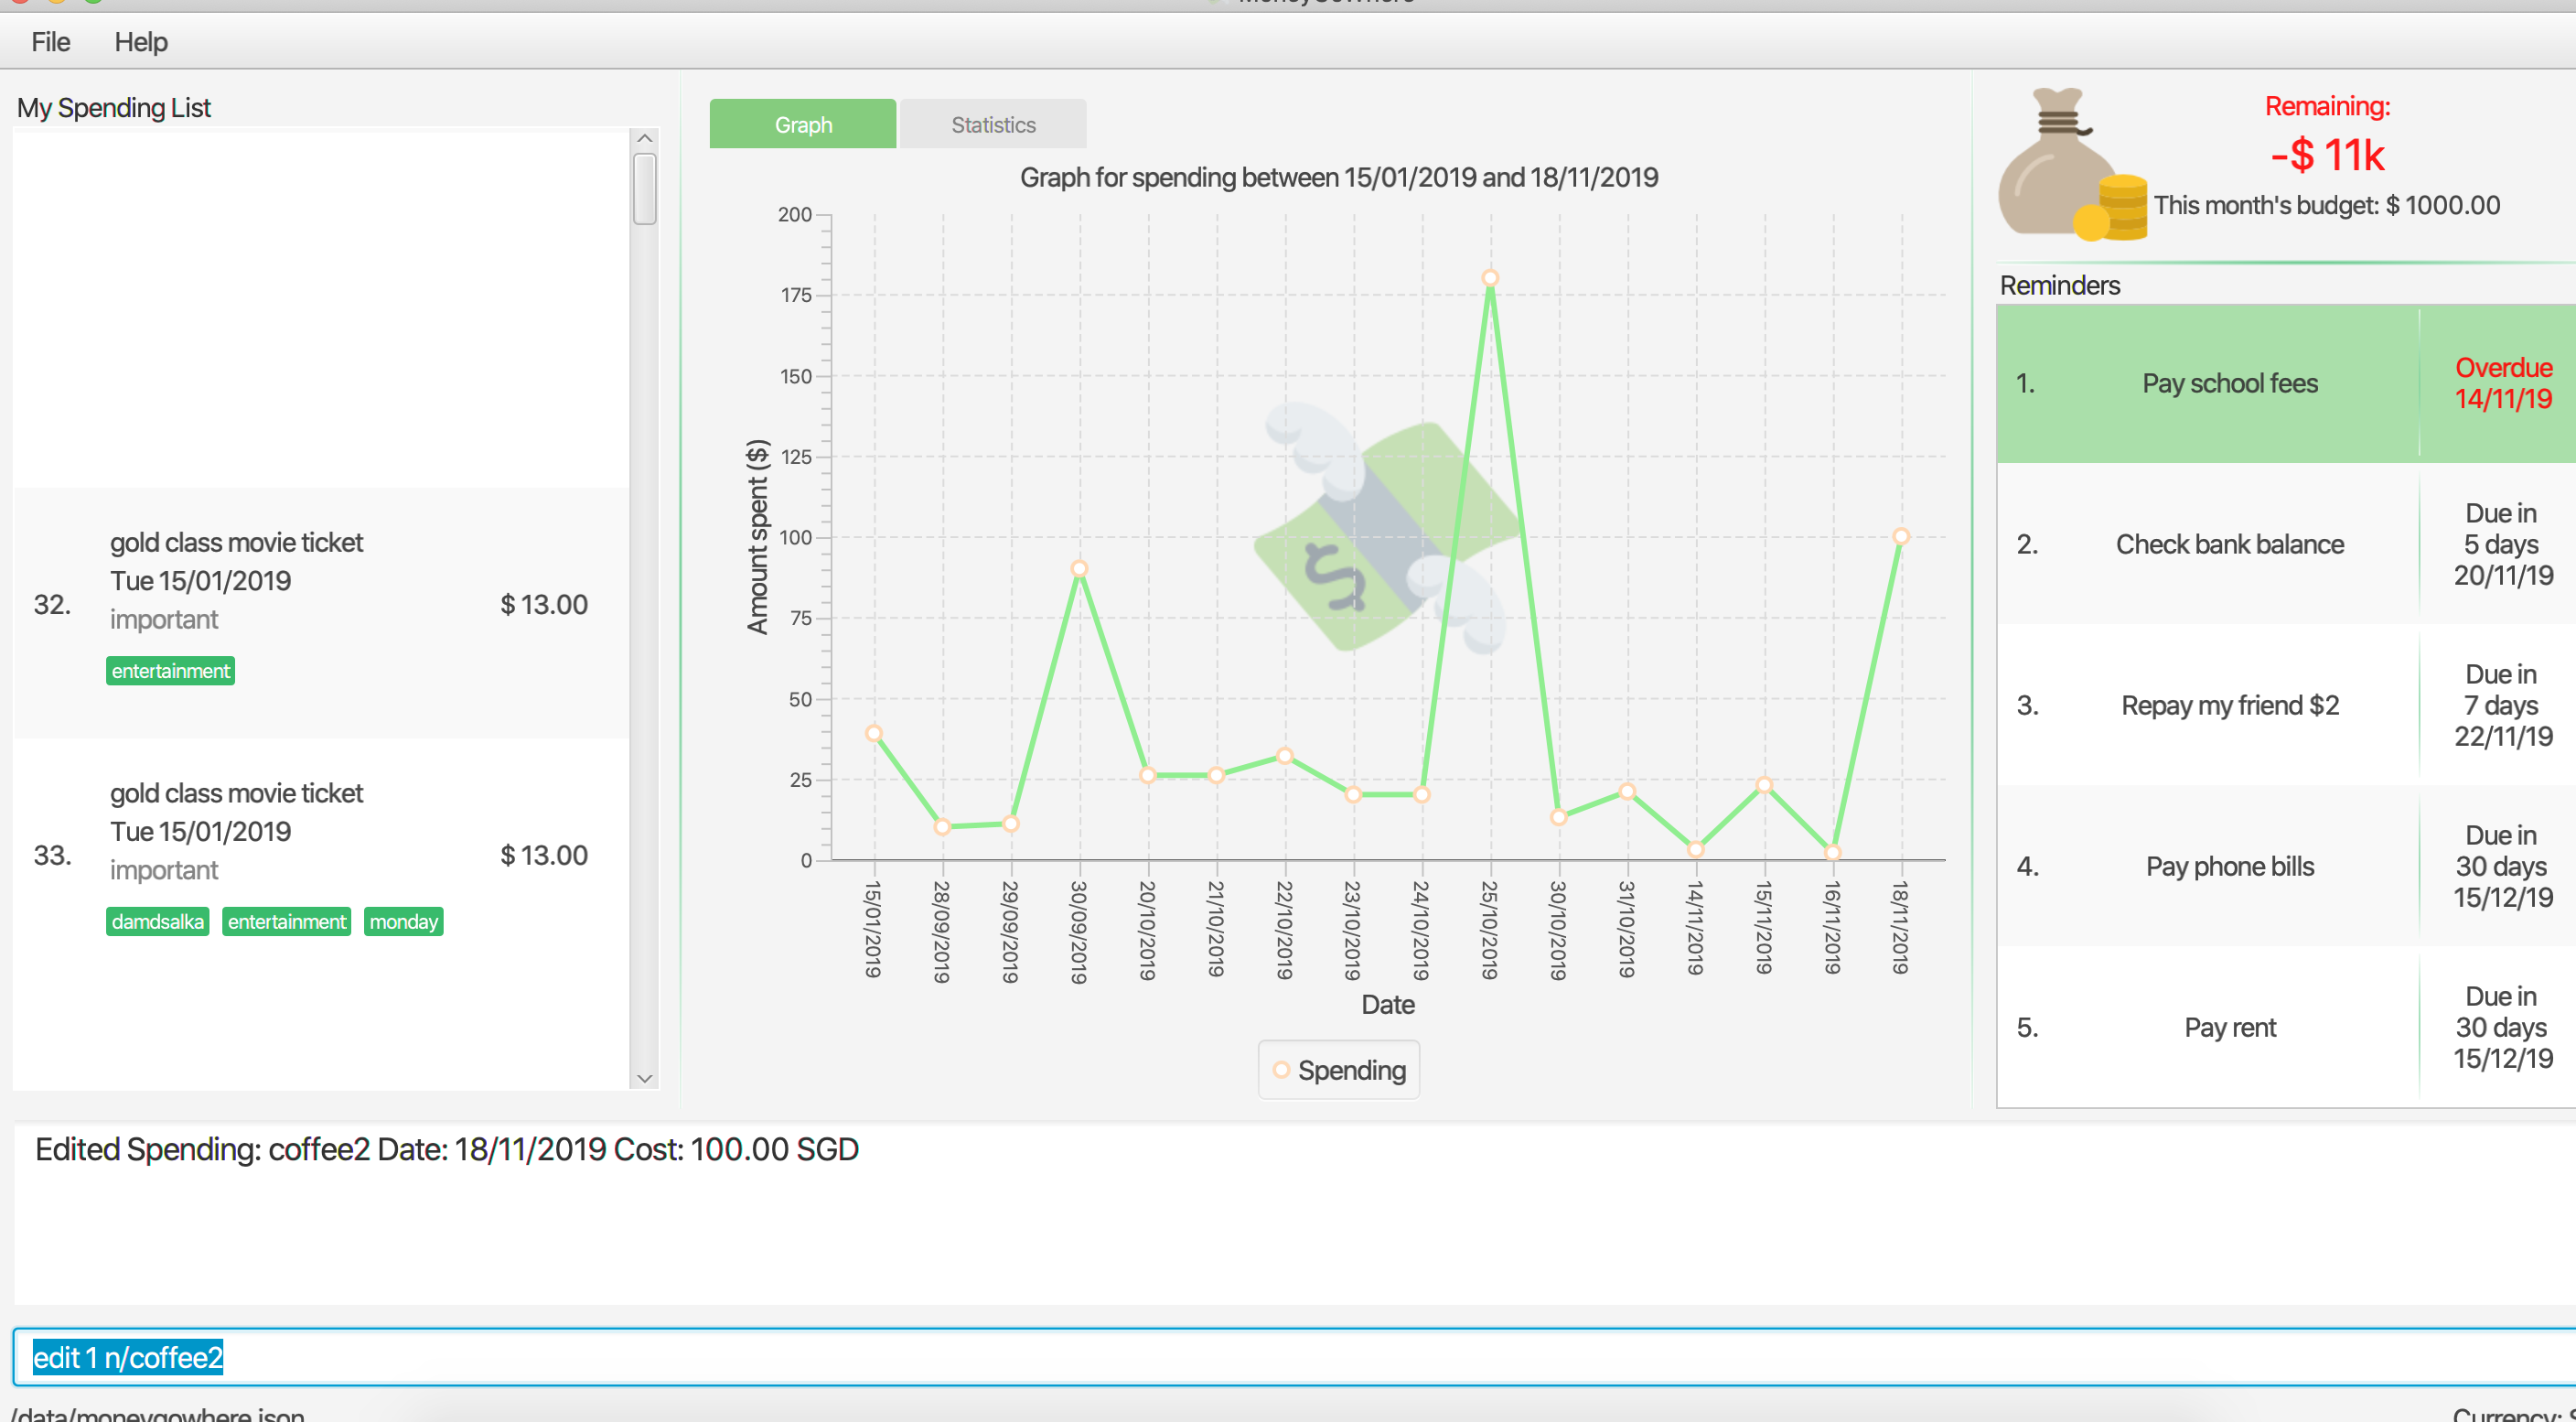 File Help
My Spending List
32.
gold class movie ticket
Tue 15/01/2019
important
$ 13.00
entertainment
33.
gold class movie ticket
Tue 15/01/2019
important
$ 13.00
damdsalka entertainment monday
Graph Statistics
Graph for spending between 15/01/2019 and 18/11/2019
Amount spent ($)
200
175
150
125
100
75
50
25
0
15/01/2019
28/09/2019
29/09/2019
30/09/2019
20/10/2019
21/10/2019
22/10/2019
23/10/2019
24/10/2019
25/10/2019
30/10/2019
31/10/2019
14/11/2019
15/11/2019
16/11/2019
18/11/2019
Date
Spending
Remaining:
-$ 11k
This month's budget: $ 1000.00
Reminders
1. Pay school fees
Overdue
14/11/19
2. Check bank balance
Due in
5 days
20/11/19
3. Repay my friend $2
Due in
7 days
22/11/19
4. Pay phone bills
Due in
30 days
15/12/19
5. Pay rent
Due in
30 days
15/12/19
Edited Spending: coffee2 Date: 18/11/2019 Cost: 100.00 SGD
edit 1 n/coffee2
/data/moneygowhere.json
Currency: